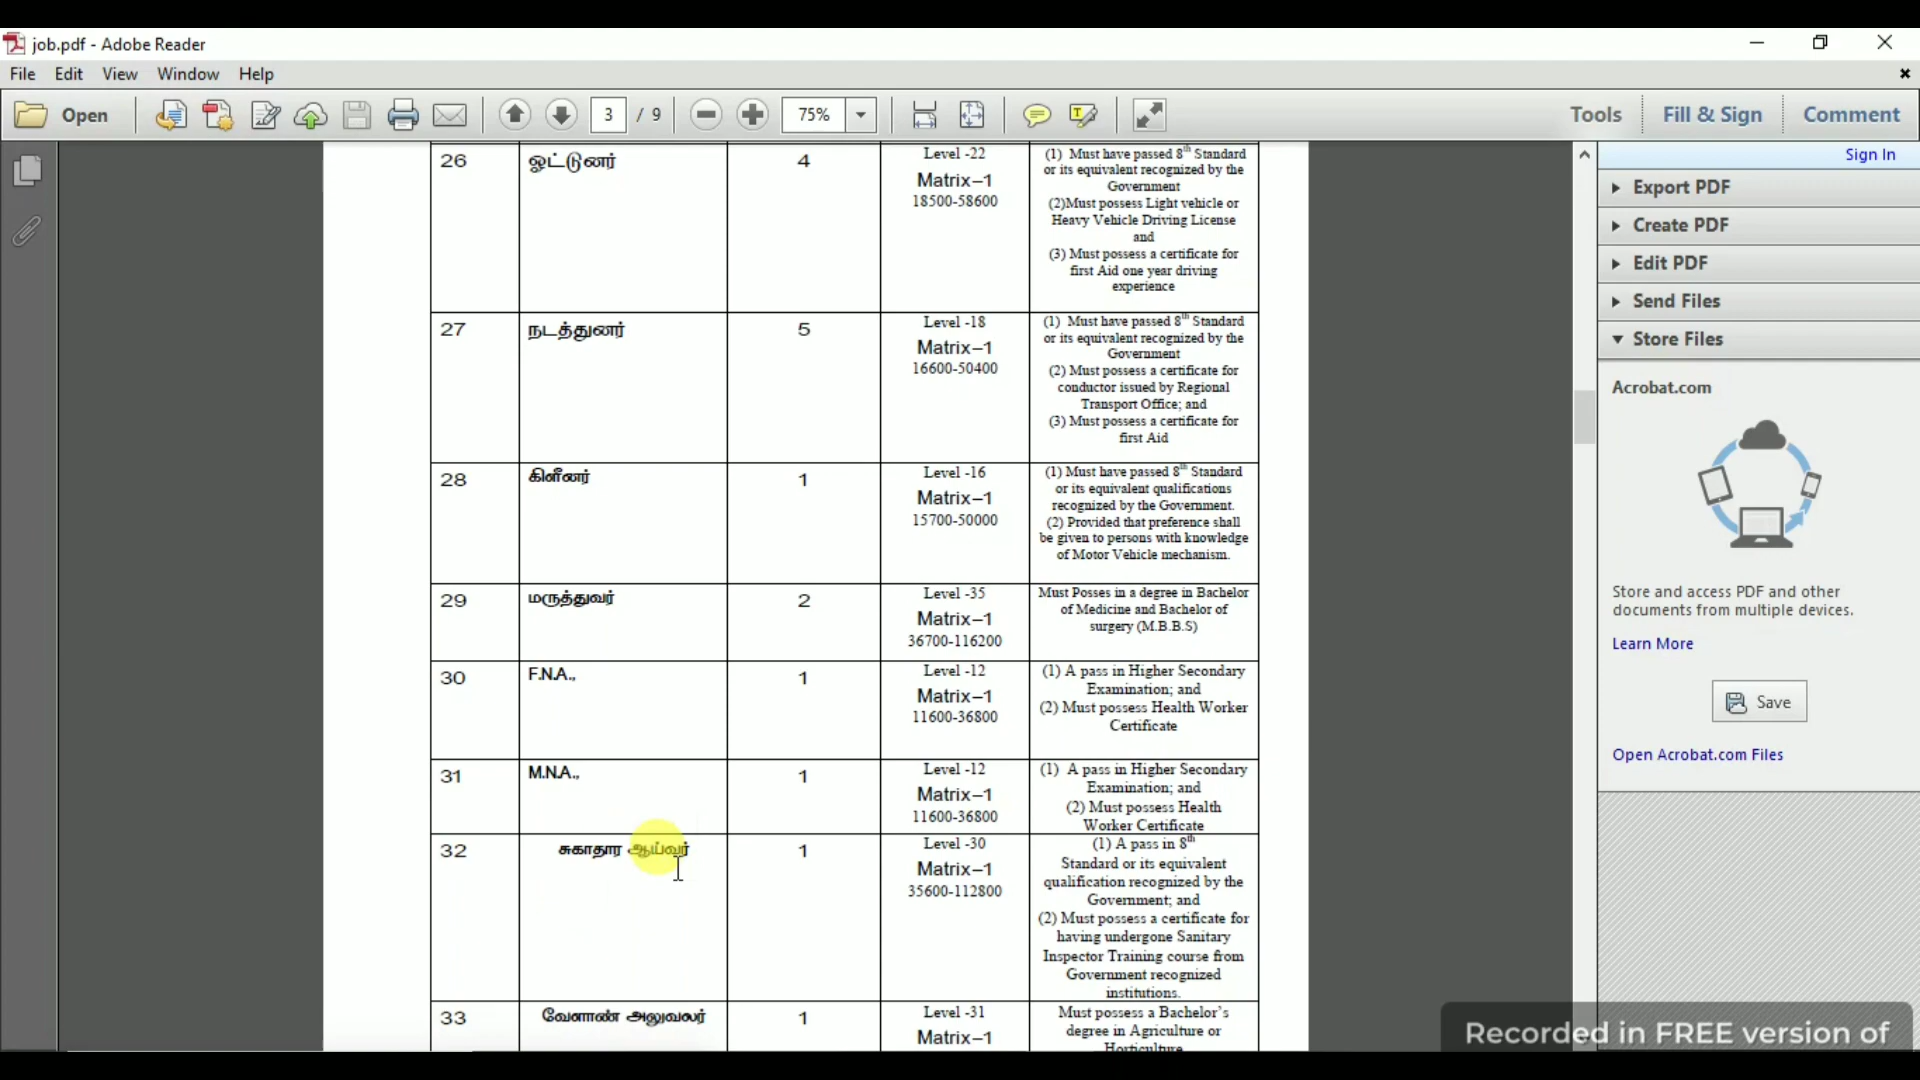 job.pdf - Adobe Reader
File Edit View Window Help
Open 3 / 9 75% Tools Fill & Sign Comment
Sign In
Export PDF
Create PDF
Edit PDF
Send Files
Store Files
Acrobat.com
Store and access PDF and other
documents from multiple devices.
Learn More
Save
Open Acrobat.com Files
26 ஓட்டுனர் 4
Level -22
Matrix–1
18500-58600
(1) Must have passed 8th Standard
or its equivalent recognized by the
Government
(2)Must possess Light vehicle or
Heavy Vehicle Driving License
and
(3) Must possess a certificate for
first Aid one year driving
experience
27 நடத்துனர் 5
Level -18
Matrix–1
16600-50400
(1) Must have passed 8th Standard
or its equivalent recognized by the
Government
(2) Must possess a certificate for
conductor issued by Regional
Transport Office; and
(3) Must possess a certificate for
first Aid
28 கிளீனர் 1
Level -16
Matrix–1
15700-50000
(1) Must have passed 8th Standard
or its equivalent qualifications
recognized by the Government.
(2) Provided that preference shall
be given to persons with knowledge
of Motor Vehicle mechanism.
29 மருத்துவர் 2
Level -35
Matrix–1
36700-116200
Must Posses in a degree in Bachelor
of Medicine and Bachelor of
surgery (M.B.B.S)
30 F.N.A., 1
Level -12
Matrix–1
11600-36800
(1) A pass in Higher Secondary
Examination; and
(2) Must possess Health Worker
Certificate
31 M.N.A., 1
Level -12
Matrix–1
11600-36800
(1) A pass in Higher Secondary
Examination; and
(2) Must possess Health
Worker Certificate
32 சுகாதார ஆய்வர் 1
Level -30
Matrix–1
35600-112800
(1) A pass in 8th
Standard or its equivalent
qualification recognized by the
Government; and
(2) Must possess a certificate for
having undergone Sanitary
Inspector Training course from
Government recognized
institutions.
33 வேளாண் அலுவலர் 1
Level -31
Matrix–1
Must possess a Bachelor's
degree in Agriculture or
Horticulture
Recorded in FREE version of